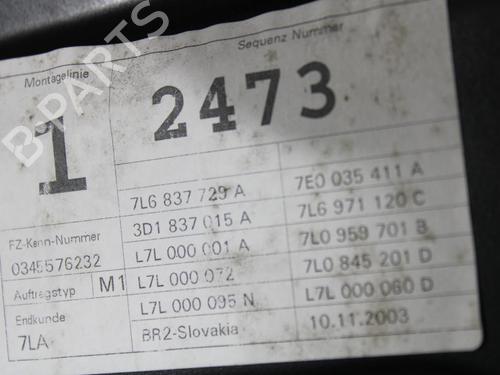 Montagelinie
Sequenz Nummer
1
2473
7L6 837 729 A
7E0 035 411 A
FZ-Kenn-Nummer
3D1 837 015 A
7L6 971 120 C
0345576232
L7L 000 001 A
7L0 959 701 B
Auftragstyp M1
L7L 000 072
7L0 845 201 D
Endkunde
L7L 000 095 N
L7L 000 060 D
7LA
BR2-Slovakia
10.11.2003
B-PARTS